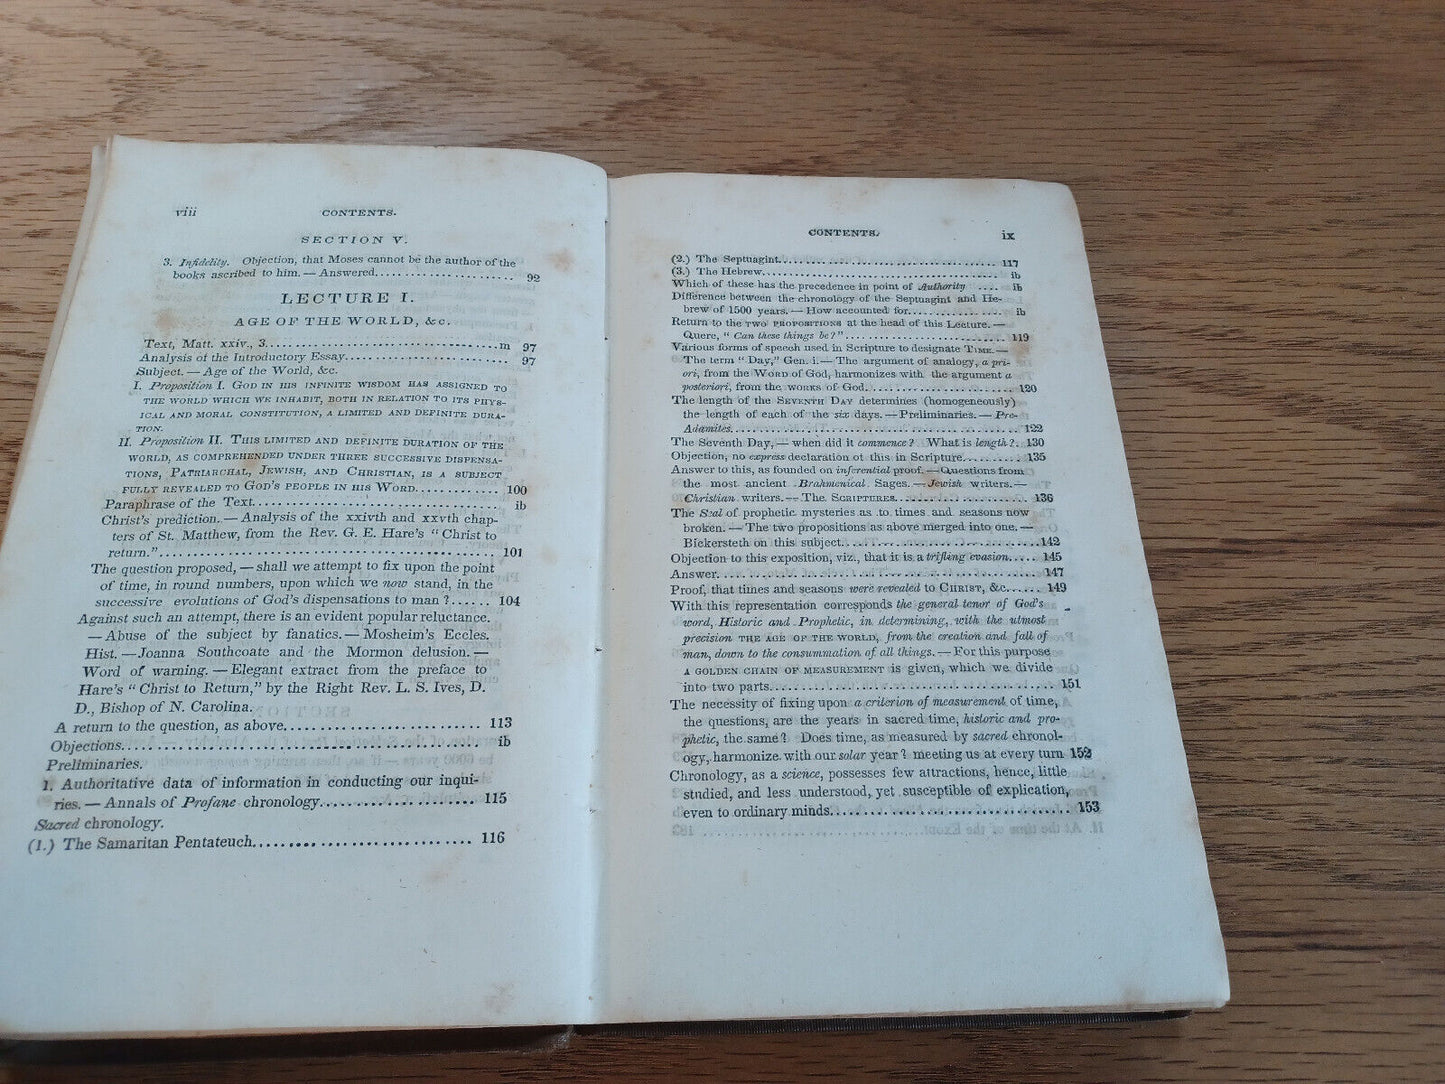 viii CONTENTS.
SECTION V.
3. Infidelity. Objection, that Moses cannot be the author of the
books ascribed to him. — Answered. 92
LECTURE I.
AGE OF THE WORLD, &c.
Text, Matt. xxiv., 3. m 97
Analysis of the Introductory Essay. 97
Subject. — Age of the World, &c.
I. Proposition I. GOD IN HIS INFINITE WISDOM HAS ASSIGNED TO
THE WORLD WHICH WE INHABIT, BOTH IN RELATION TO ITS PHYS-
ICAL AND MORAL CONSTITUTION, A LIMITED AND DEFINITE DURA-
TION.
II. Proposition II. THIS LIMITED AND DEFINITE DURATION OF THE
WORLD, AS COMPREHENDED UNDER THREE SUCCESSIVE DISPENSA-
TIONS, PATRIARCHAL, JEWISH, AND CHRISTIAN, IS A SUBJECT
FULLY REVEALED TO GOD'S PEOPLE IN HIS WORD. 100
Paraphrase of the Text. ib
Christ's prediction. — Analysis of the xxivth and xxvth chap-
ters of St. Matthew, from the Rev. G. E. Hare's "Christ to
return." 101
The question proposed, — shall we attempt to fix upon the point
of time, in round numbers, upon which we now stand, in the
successive evolutions of God's dispensations to man? 104
Against such an attempt, there is an evident popular reluctance.
— Abuse of the subject by fanatics. — Mosheim's Eccles.
Hist. — Joanna Southcoate and the Mormon delusion. —
Word of warning. — Elegant extract from the preface to
Hare's "Christ to Return," by the Right Rev. L. S. Ives, D.
D., Bishop of N. Carolina.
A return to the question, as above. 113
Objections. ib
Preliminaries.
1. Authoritative data of information in conducting our inqui-
ries. — Annals of Profane chronology. 115
Sacred chronology.
(1.) The Samaritan Pentateuch. 116
CONTENTS. ix
(2.) The Septuagint. 117
(3.) The Hebrew. ib
Which of these has the precedence in point of Authority .... ib
Difference between the chronology of the Septuagint and He-
brew of 1500 years. — How accounted for. ib
Return to the TWO PROPOSITIONS at the head of this Lecture. —
Quere, "Can these things be?" 119
Various forms of speech used in Scripture to designate TIME. —
The term "Day," Gen. i. — The argument of analogy, a pri-
ori, from the WORD OF GOD, harmonizes with the argument a
posteriori, from the WORKS OF GOD. 120
The length of the SEVENTH DAY determines (homogeneously)
the length of each of the six days. — Preliminaries. — Pre-
Adamites. 122
The Seventh Day, — when did it commence? What is length?. 130
Objection, no express declaration of this in Scripture. 135
Answer to this, as founded on inferential proof. — Questions from
the most ancient Brahmenical Sages. — Jewish writers. —
Christian writers. — The SCRIPTURES. 136
The Seal of prophetic mysteries as to times and seasons now
broken. — The two propositions as above merged into one. —
Bickersteth on this subject. 142
Objection to this exposition, viz., that it is a trifling evasion. 145
Answer. 147
Proof, that times and seasons were revealed to CHRIST, &c. 149
With this representation corresponds the general tenor of God's
word, Historic and Prophetic, in determining, with the utmost
precision THE AGE OF THE WORLD, from the creation and fall of
man, down to the consummation of all things. — For this purpose
A GOLDEN CHAIN OF MEASUREMENT is given, which we divide
into two parts. 151
The necessity of fixing upon a criterion of measurement of time,
the questions, are the years in sacred time, historic and pro-
phetic, the same? Does time, as measured by sacred chronol-
ogy, harmonize with our solar year? meeting us at every turn 152
Chronology, as a science, possesses few attractions, hence, little
studied, and less understood, yet susceptible of explication,
even to ordinary minds. 153